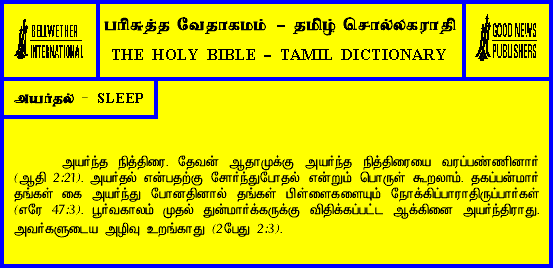 BELLWETHER
INTERNATIONAL
பரிசுத்த வேதாகமம் - தமிழ் சொல்லகராதி
THE HOLY BIBLE - TAMIL DICTIONARY
GOOD NEWS
PUBLISHERS
அயர்தல் - SLEEP
அயர்ந்த நித்திரை. தேவன் ஆதாமுக்கு அயர்ந்த நித்திரையை வரப்பண்ணினார்
(ஆதி 2:21). அயர்தல் என்பதற்கு சோர்ந்துபோதல் என்றும் பொருள் கூறலாம். தகப்பன்மார்
தங்கள் கை அயர்ந்து போனதினால் தங்கள் பிள்ளைகளையும் நோக்கிப்பாராதிருப்பார்கள்
(எரே 47:3). பூர்வகாலம் முதல் துன்மார்க்கருக்கு விதிக்கப்பட்ட ஆக்கினை அயர்ந்திராது.
அவர்களுடைய அழிவு உறங்காது (2பேது 2:3).